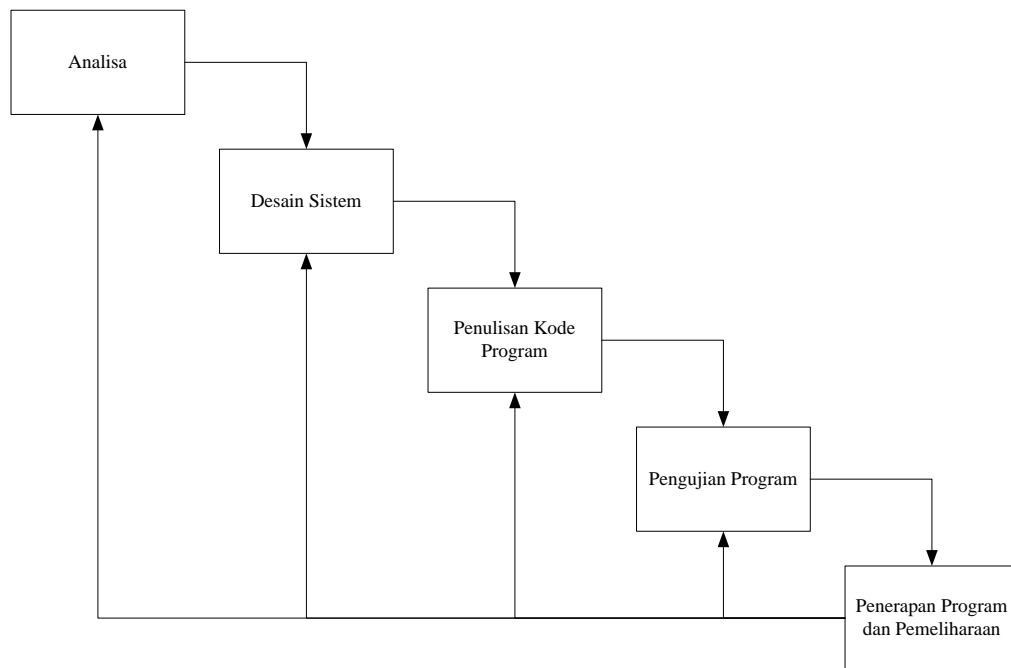 Analisa
Desain Sistem
Penulisan Kode
Program
Pengujian Program
Penerapan Program
dan Pemeliharaan